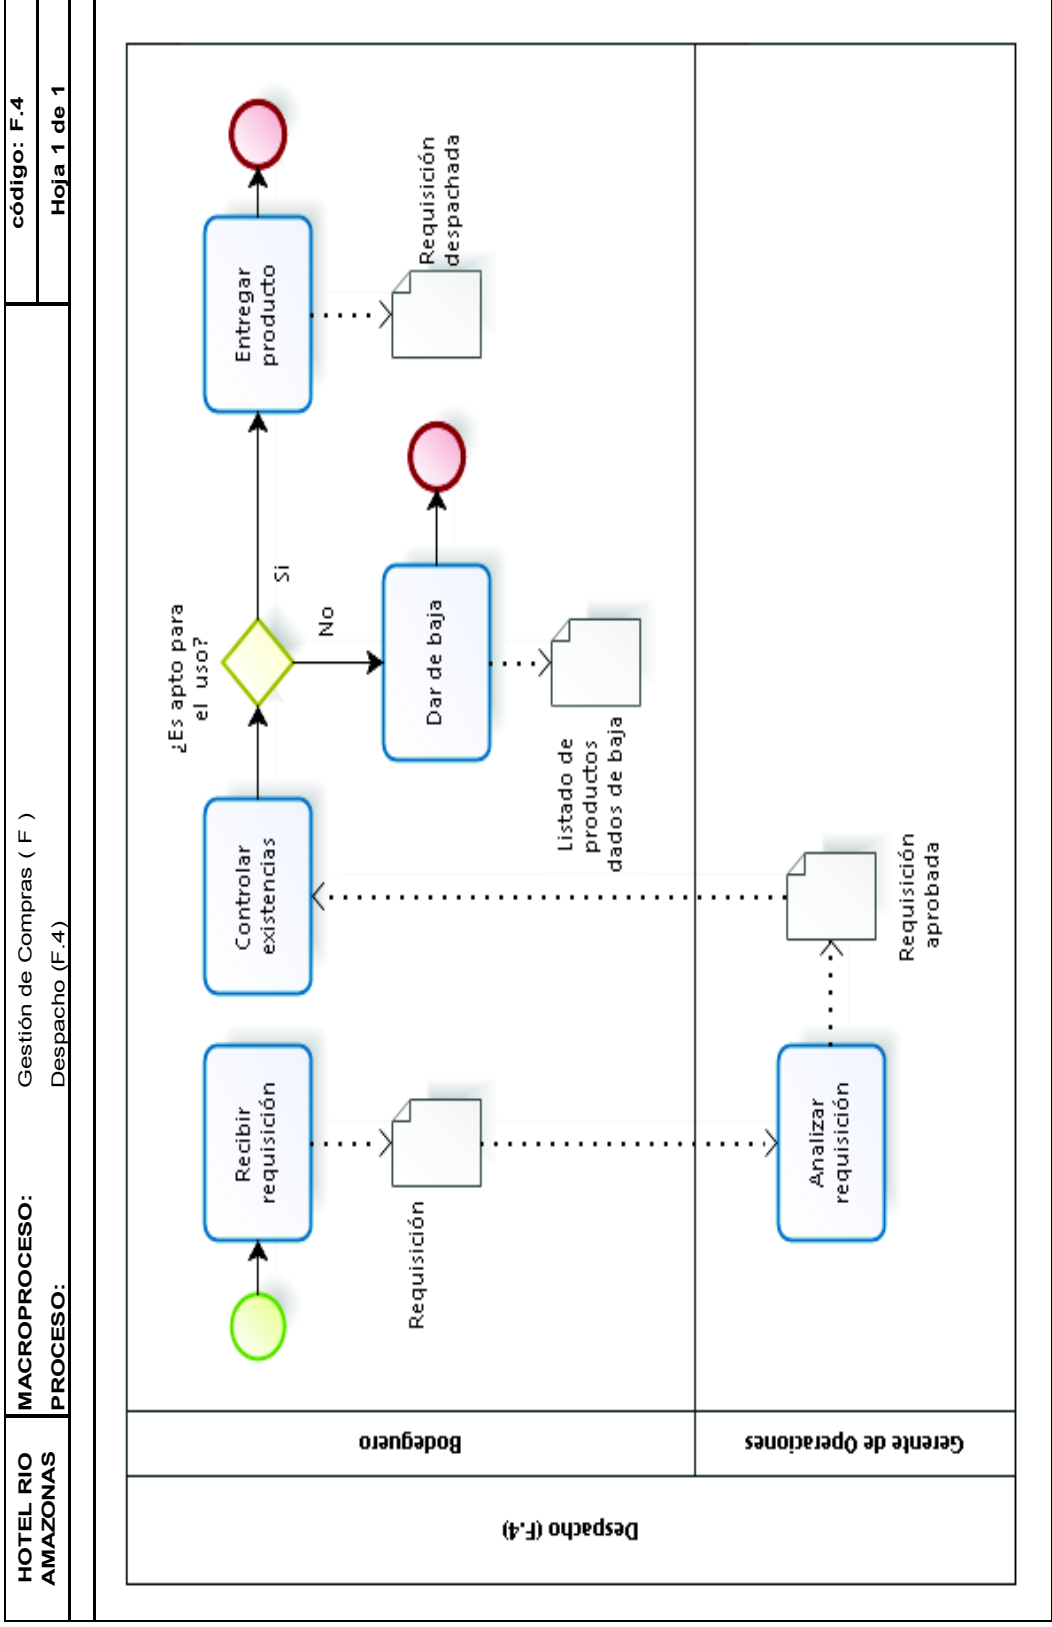 HOTEL RIO
AMAZONAS
MACROPROCESO:
Gestión de Compras ( F )
código: F.4
PROCESO:
Despacho (F.4)
Hoja 1 de 1
Despacho (F.4)
Bodeguero
Recibir
requisición
Requisición
Controlar
existencias
¿Es apto para
el uso?
Si
No
Entregar
producto
Requisición
despachada
Dar de baja
Listado de
productos
dados de baja
Gerente de Operaciones
Analizar
requisición
Requisición
aprobada